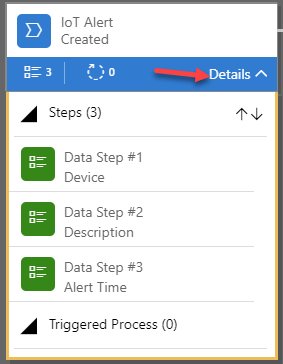 IoT Alert
Created
3 0 Details
Steps (3)
Data Step #1
Device
Data Step #2
Description
Data Step #3
Alert Time
Triggered Process (0)